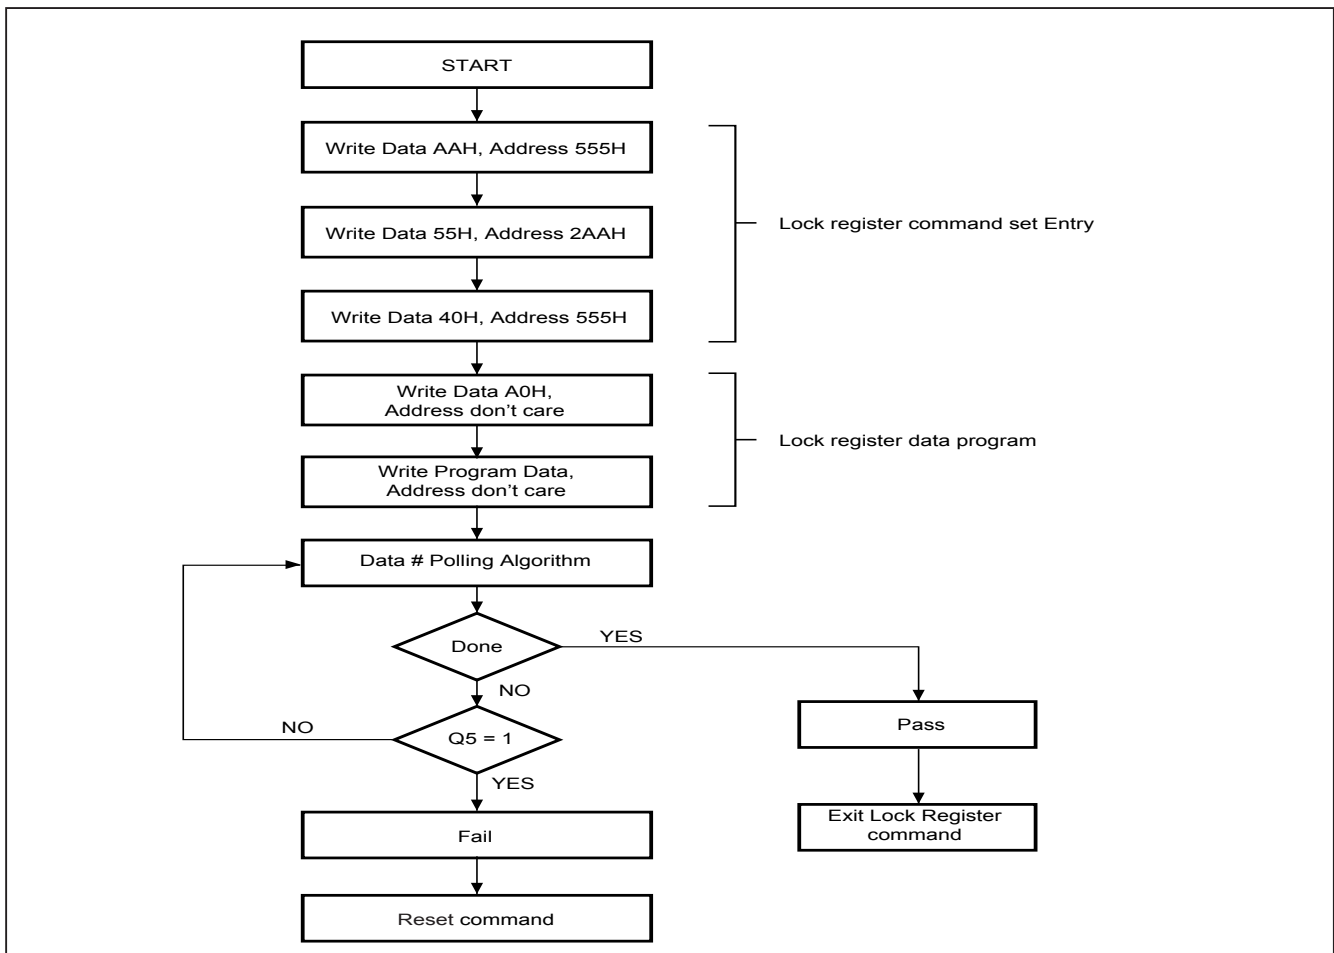 START
Write Data AAH, Address 555H
Write Data 55H, Address 2AAH
Lock register command set Entry
Write Data 40H, Address 555H
Write Data A0H,
Address don't care
Lock register data program
Write Program Data,
Address don't care
Data # Polling Algorithm
Done
YES
NO
Q5 = 1
NO
YES
Pass
Fail
Exit Lock Register
command
Reset command